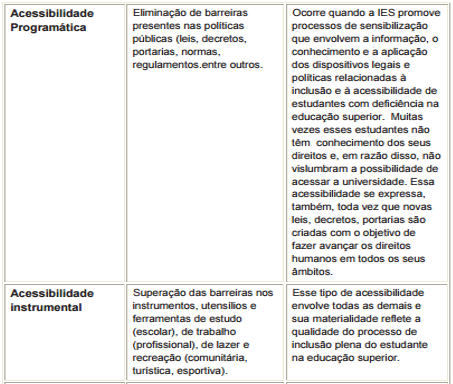 Acessibilidade
Programática
Eliminação de barreiras
presentes nas políticas
públicas (leis, decretos,
portarias, normas,
regulamentos.entre outros.
Ocorre quando a IES promove
processos de sensibilização
que envolvem a informação, o
conhecimento e a aplicação
dos dispositivos legais e
políticas relacionadas à
inclusão e à acessibilidade de
estudantes com deficiência na
educação superior. Muitas
vezes esses estudantes não
têm conhecimento dos seus
direitos e, em razão disso, não
vislumbram a possibilidade de
acessar a universidade. Essa
acessibilidade se expressa,
também, toda vez que novas
leis, decretos, portarias são
criadas com o objetivo de
fazer avançar os direitos
humanos em todos os seus
âmbitos.
Acessibilidade
instrumental
Superação das barreiras nos
instrumentos, utensílios e
ferramentas de estudo
(escolar), de trabalho
(profissional), de lazer e
recreação (comunitária,
turística, esportiva).
Esse tipo de acessibilidade
envolve todas as demais e
sua materialidade reflete a
qualidade do processo de
inclusão plena do estudante
na educação superior.